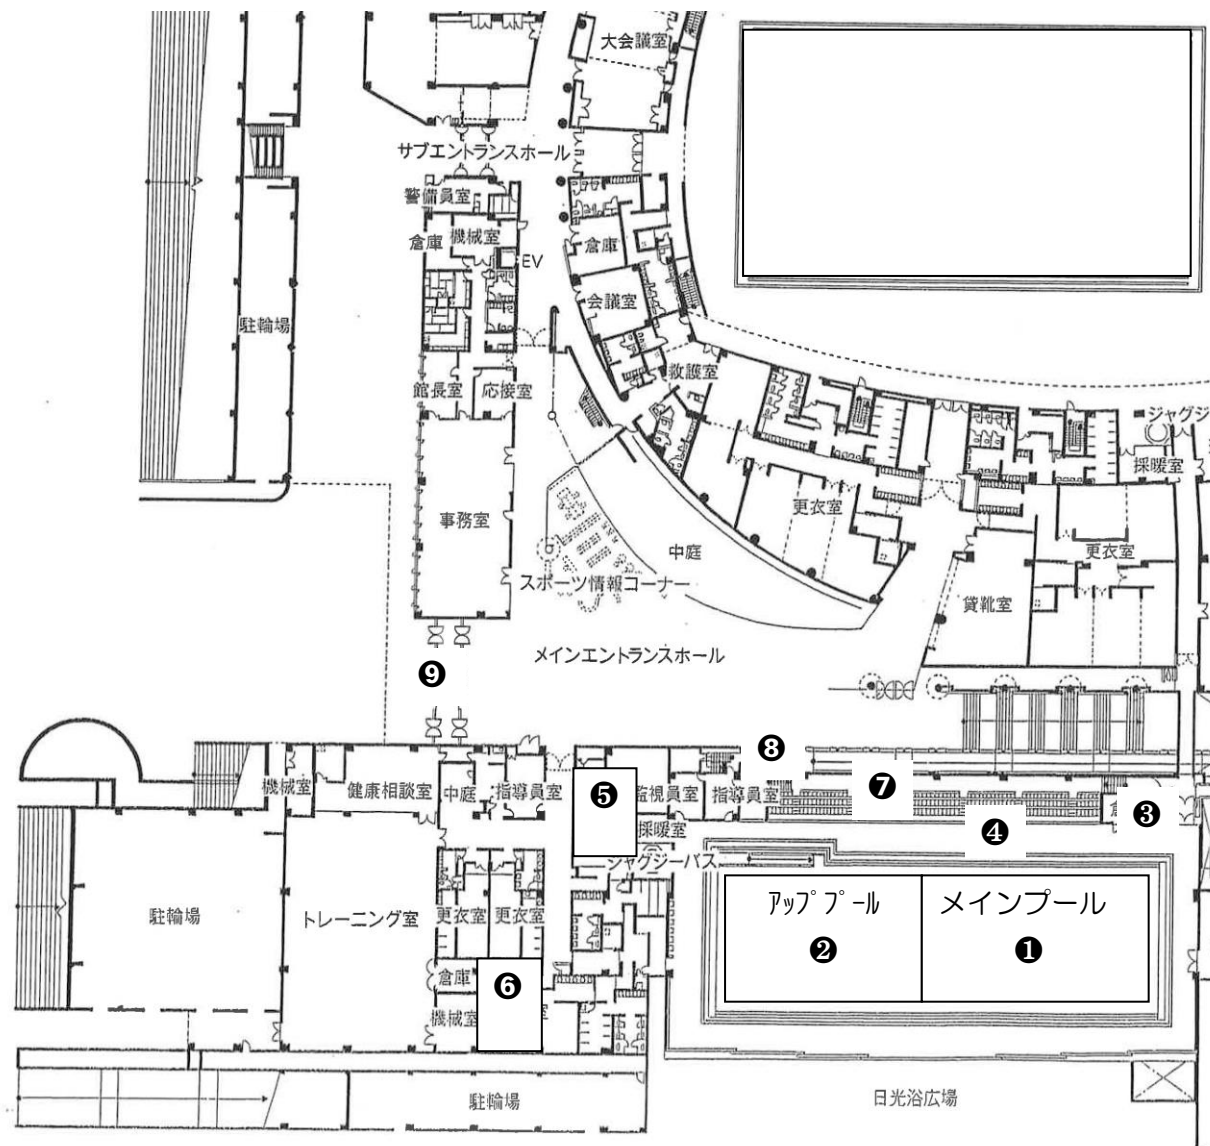 大会議室
サブエントランスホール
警備員室
倉庫
機械室
倉庫
EV
会議室
駐輪場
救護室
館長室
応接室
ジャグジ
採暖室
更衣室
事務室
中庭
更衣室
スポーツ情報コーナー
貸靴室
メインエントランスホール
❾
❽
機械室
健康相談室
中庭
指導員室
❺
監視員室
指導員室
❼
❸
採暖室
❹
ジャグジーバス
アッププール
メインプール
駐輪場
トレーニング室
更衣室
更衣室
❷
❶
倉庫
❻
機械室
室
駐輪場
日光浴広場